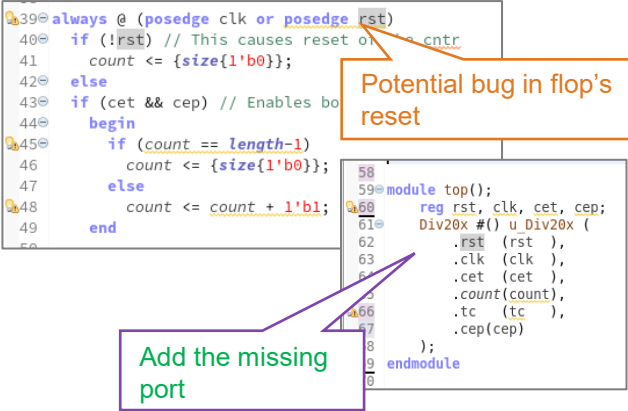 39 always @ (posedge clk or posedge rst)
40 if (!rst) // This causes reset of the cntr
41 count <= {size{1'b0}};
42 else
43 if (cet && cep) // Enables bo
44 begin
45 if (count == length-1)
46 count <= {size{1'b0}};
47 else
48 count <= count + 1'b1;
49 end
Potential bug in flop's
reset
58
59 module top();
60 reg rst, clk, cet, cep;
61 Div20x #() u_Div20x (
62 .rst (rst ),
63 .clk (clk ),
.cet (cet ),
.count(count),
66 .tc (tc ),
67 .cep(cep)
8 );
9 endmodule
0
Add the missing
port